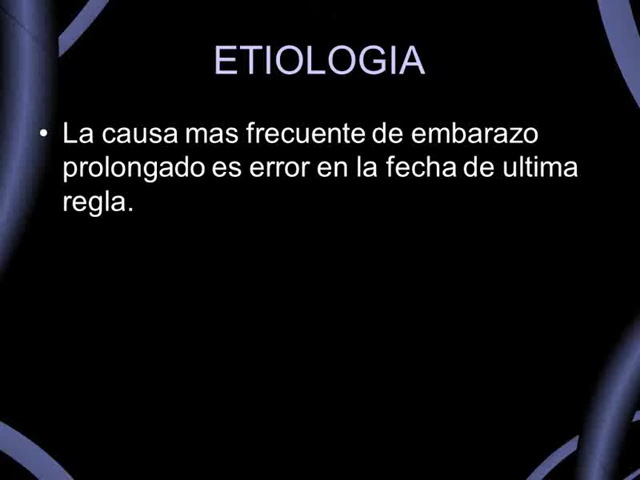 ETIOLOGIA
• La causa mas frecuente de embarazo
prolongado es error en la fecha de ultima
regla.